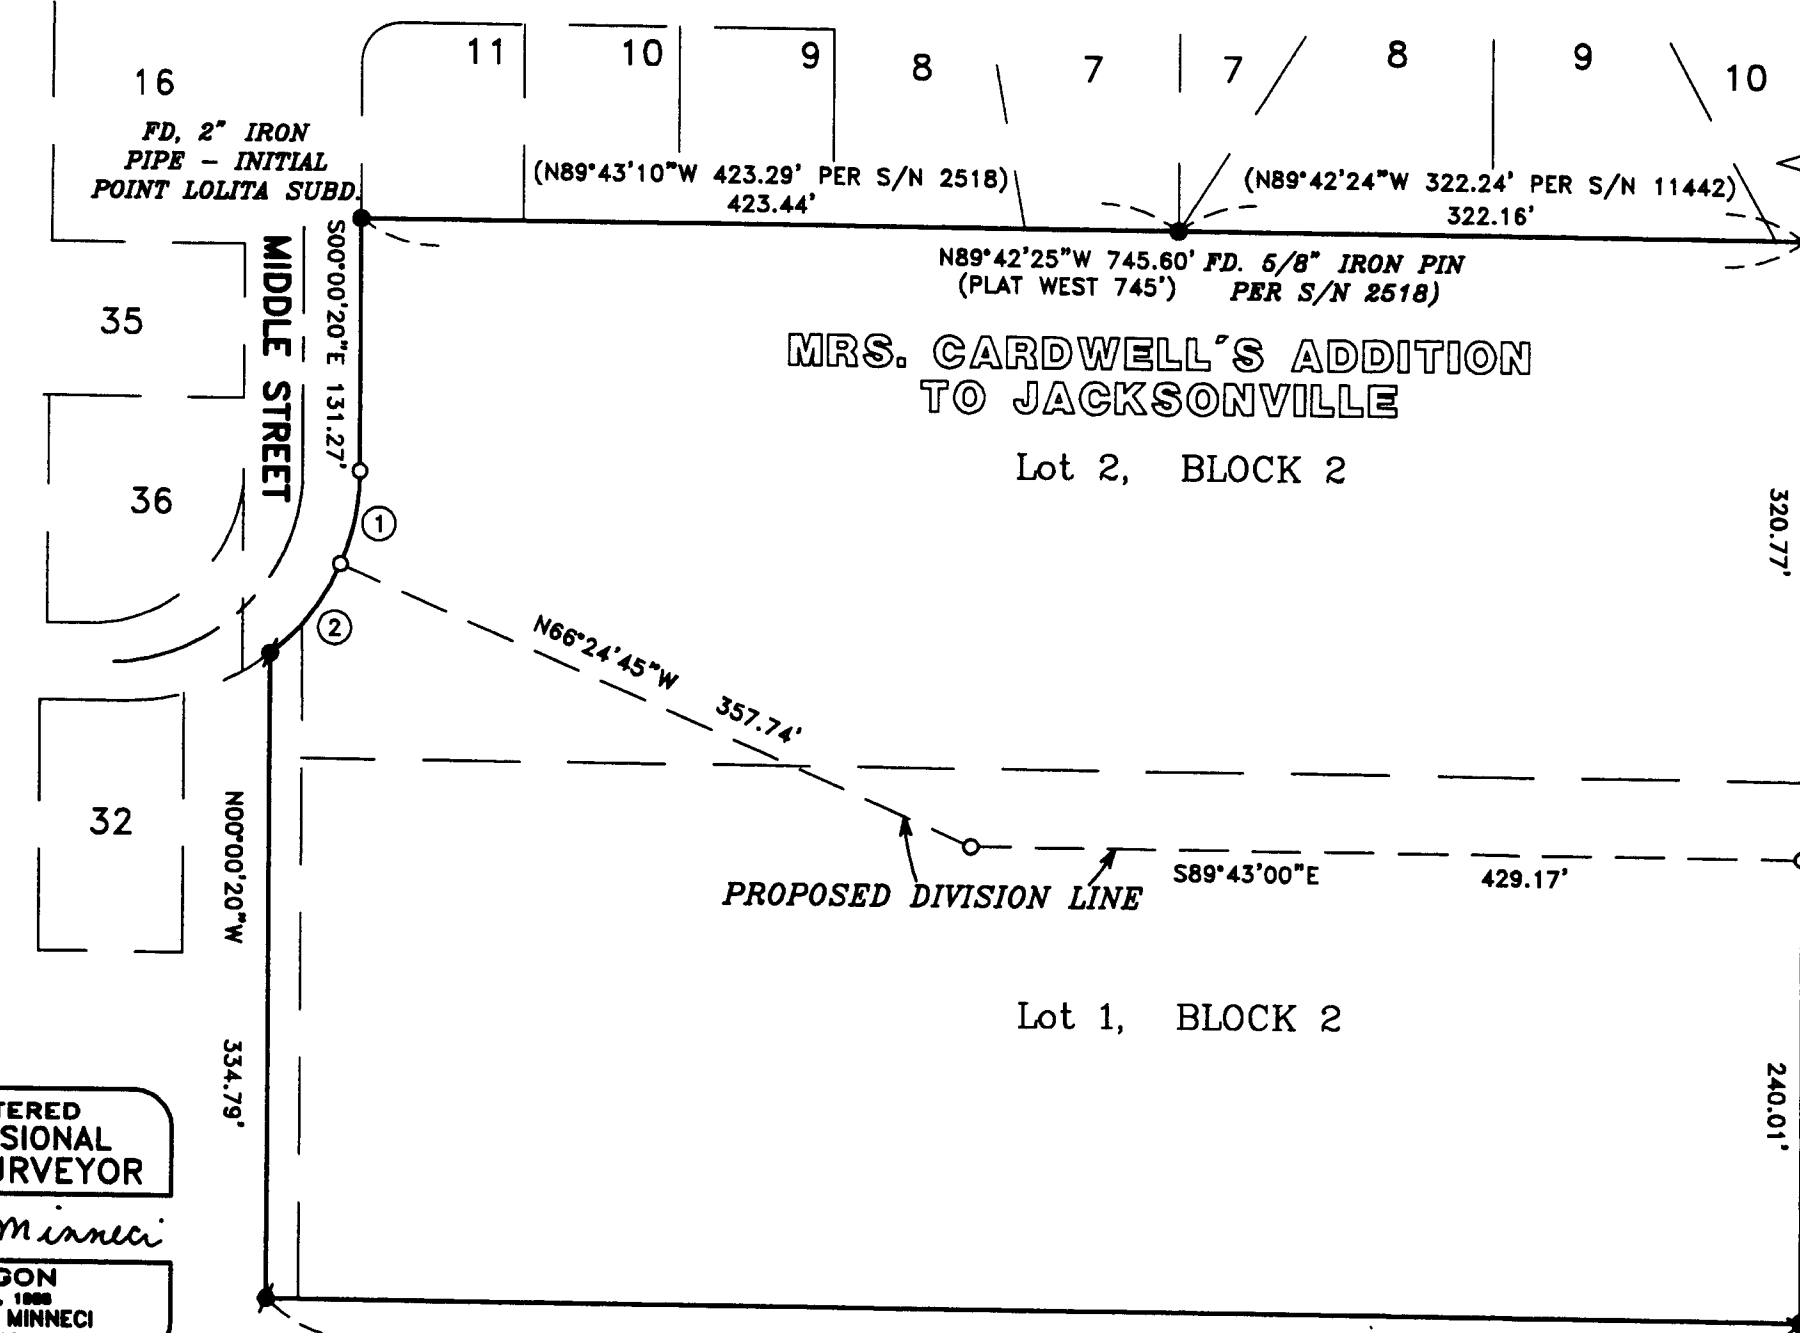 11 10 9 8 7 7 8 9 10
16
FD, 2" IRON
PIPE - INITIAL
POINT LOLITA SUBD.
(N89°43'10"W 423.29' PER S/N 2518)
423.44'
(N89°42'24"W 322.24' PER S/N 11442)
322.16'
N89°42'25"W 745.60'
(PLAT WEST 745')
FD. 5/8" IRON PIN
PER S/N 2518)
MIDDLE STREET
S00°00'20"E 131.27'
35
MRS. CARDWELL'S ADDITION
TO JACKSONVILLE
Lot 2, BLOCK 2
36
1
320.77'
2
N66°24'45"W 357.74'
32
N00°00'20"W 334.79'
PROPOSED DIVISION LINE
S89°43'00"E 429.17'
Lot 1, BLOCK 2
240.01'
TERED
SIONAL
URVEYOR
Minneci
GON
MINNECI